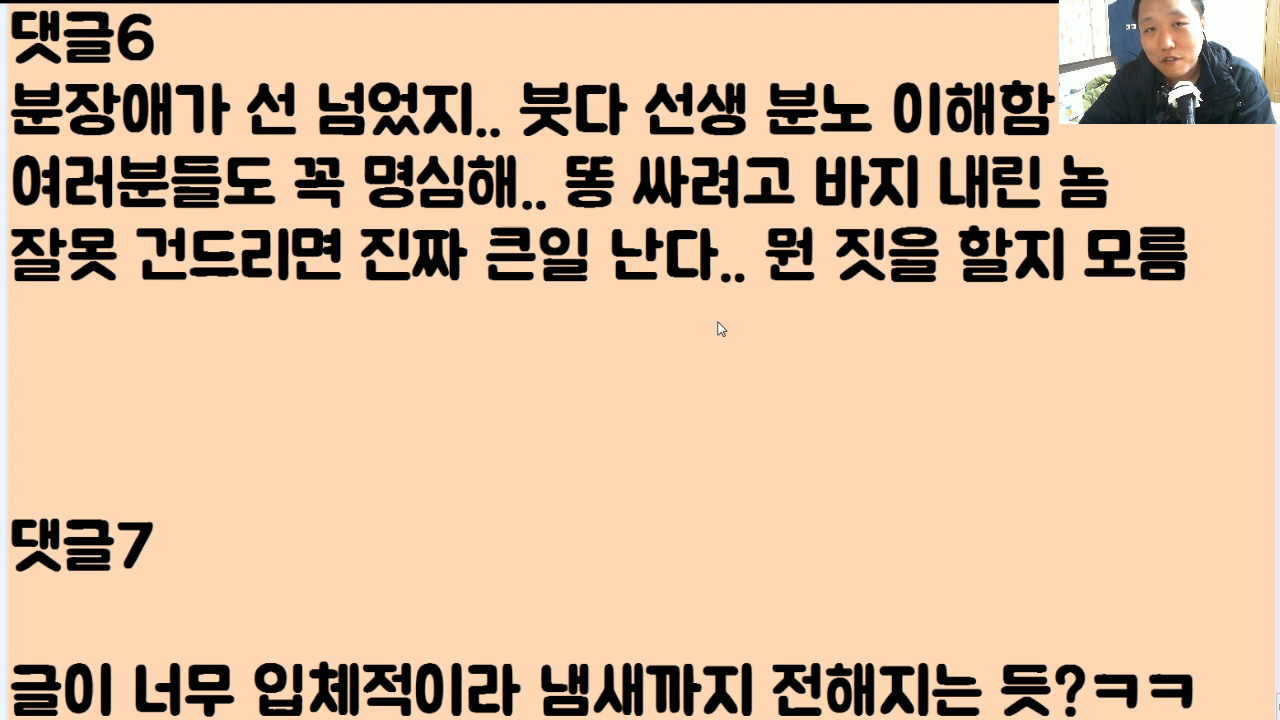 댓글6
분장애가 선 넘었지.. 붓다 선생 분노 이해함
여러분들도 꼭 명심해.. 똥 싸려고 바지 내린 놈
잘못 건드리면 진짜 큰일 난다.. 뭔 짓을 할지 모름
댓글7
글이 너무 입체적이라 냄새까지 전해지는 듯?ㅋㅋ